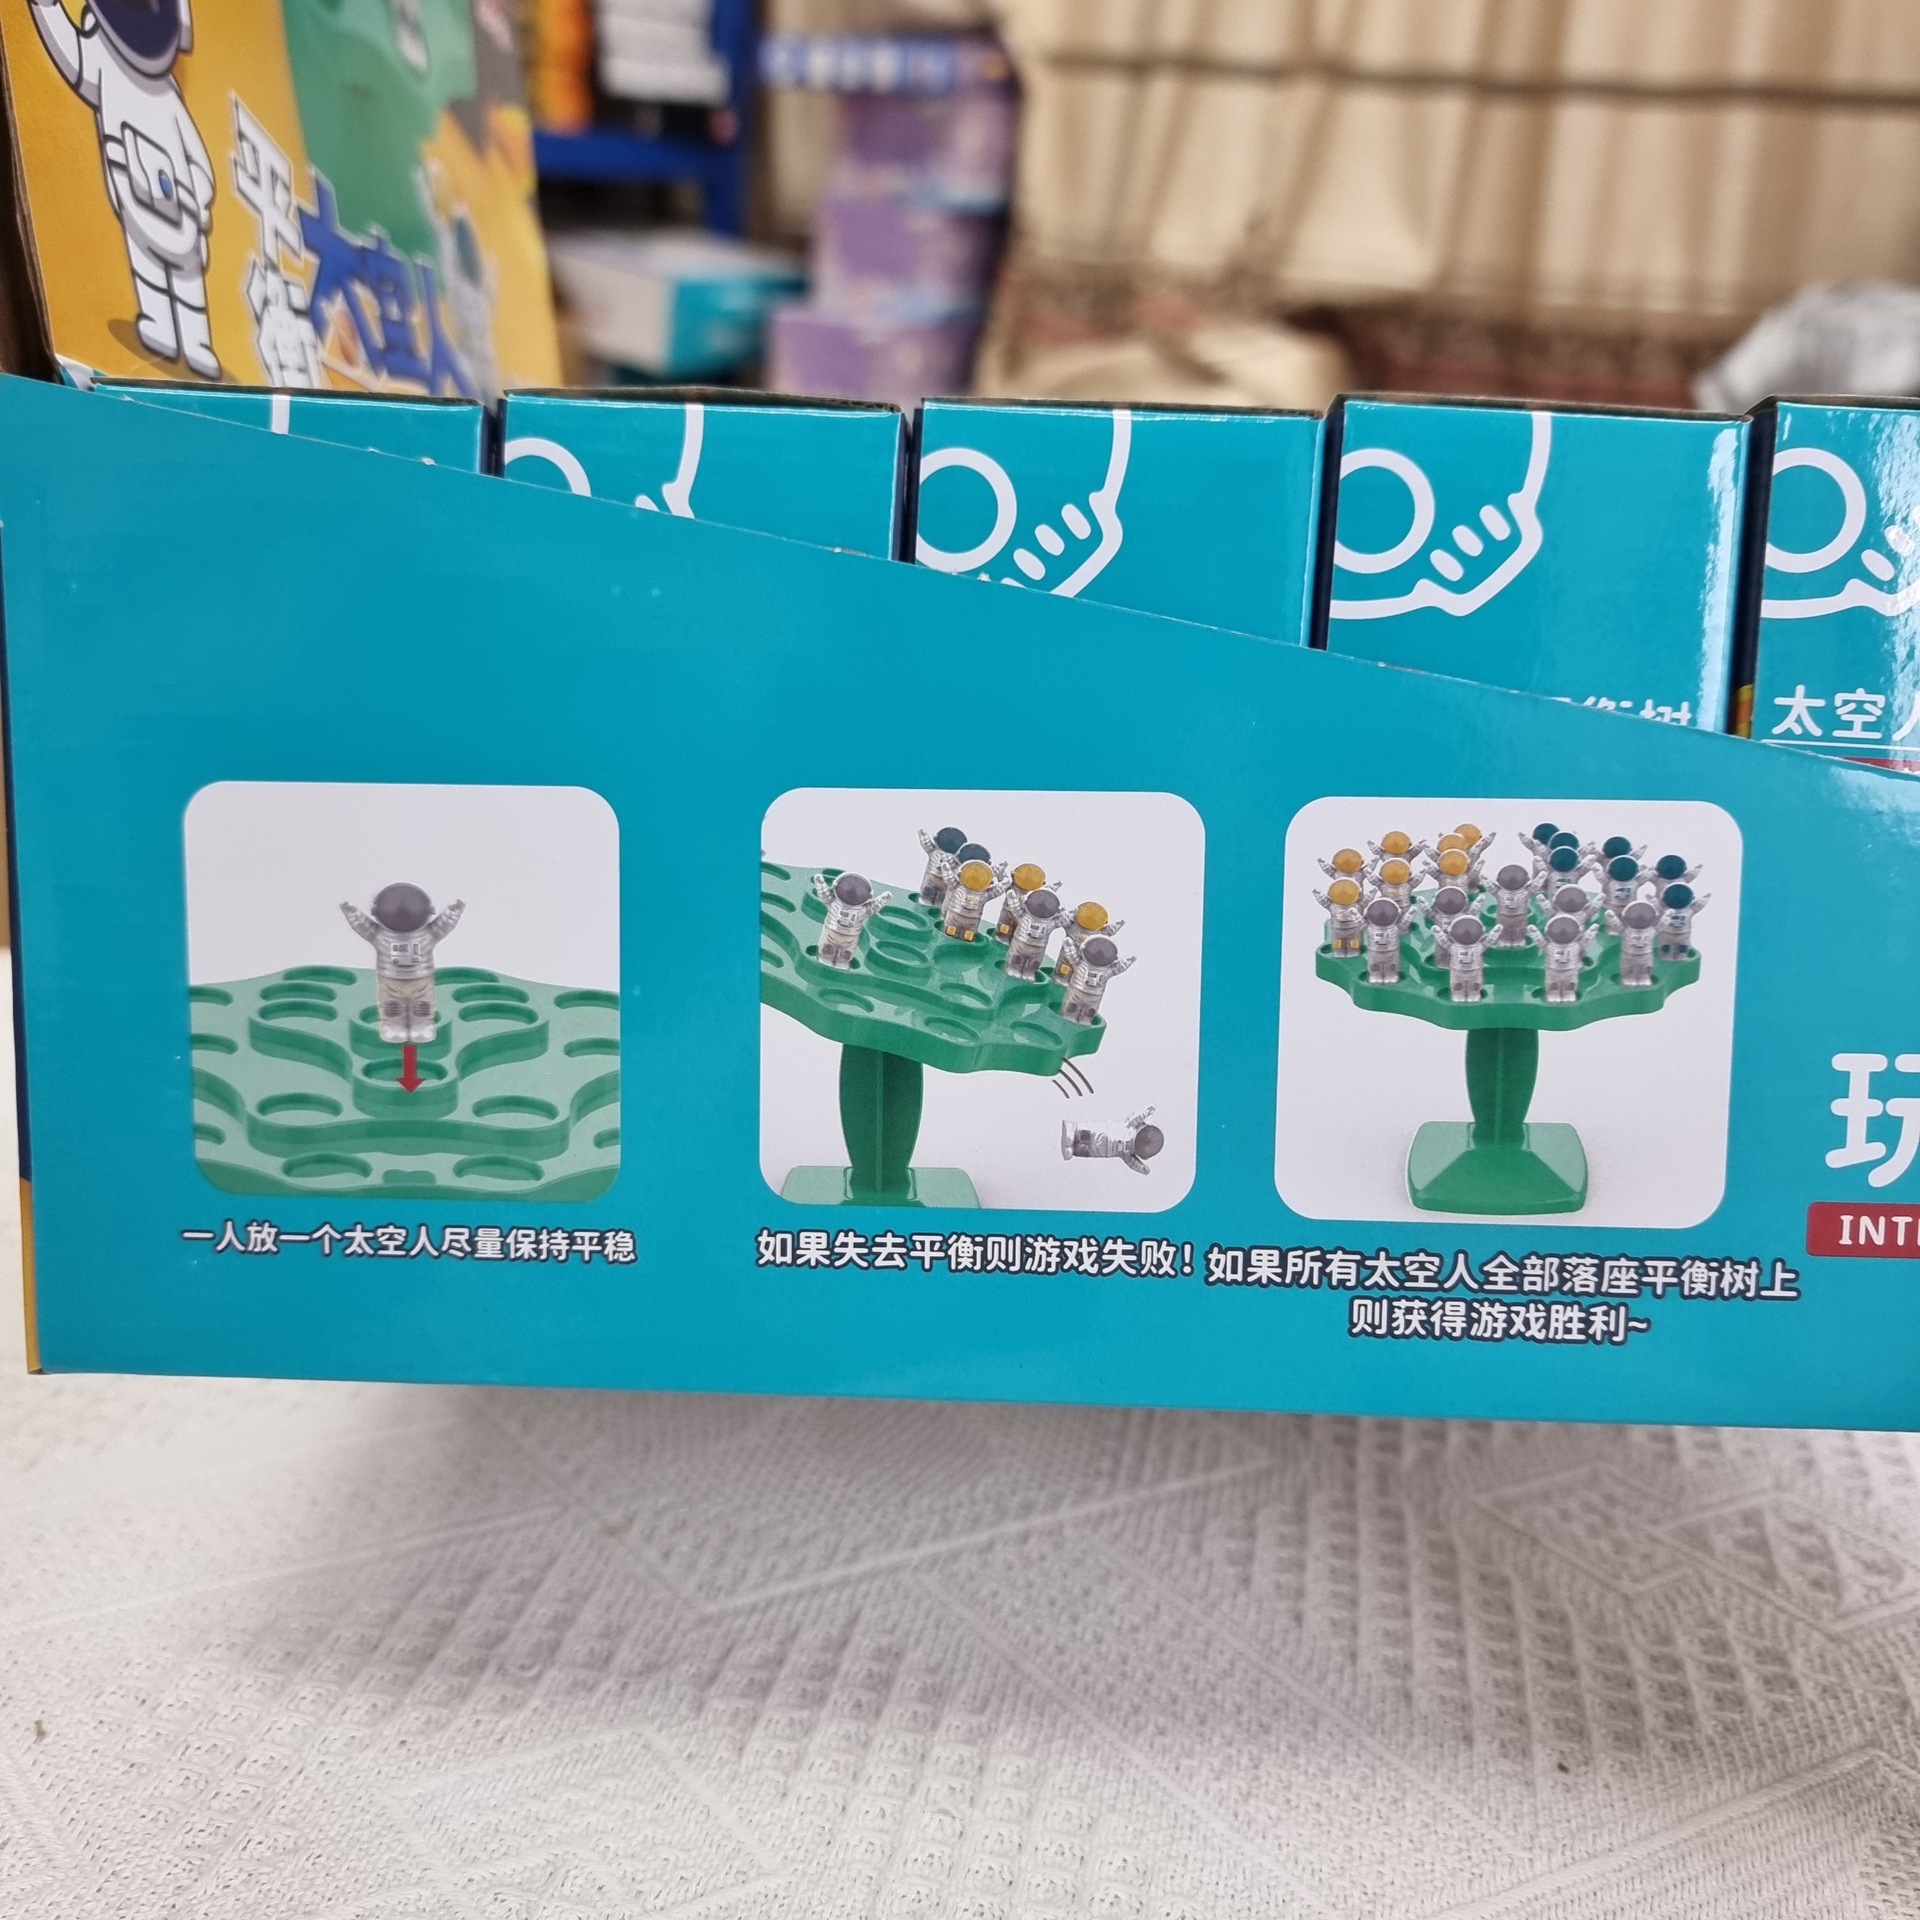 平衡
太空人
太空
一人放一个太空人尽量保持平稳
如果失去平衡则游戏失败！
如果所有太空人全部落座平衡树上
则获得游戏胜利~
玩